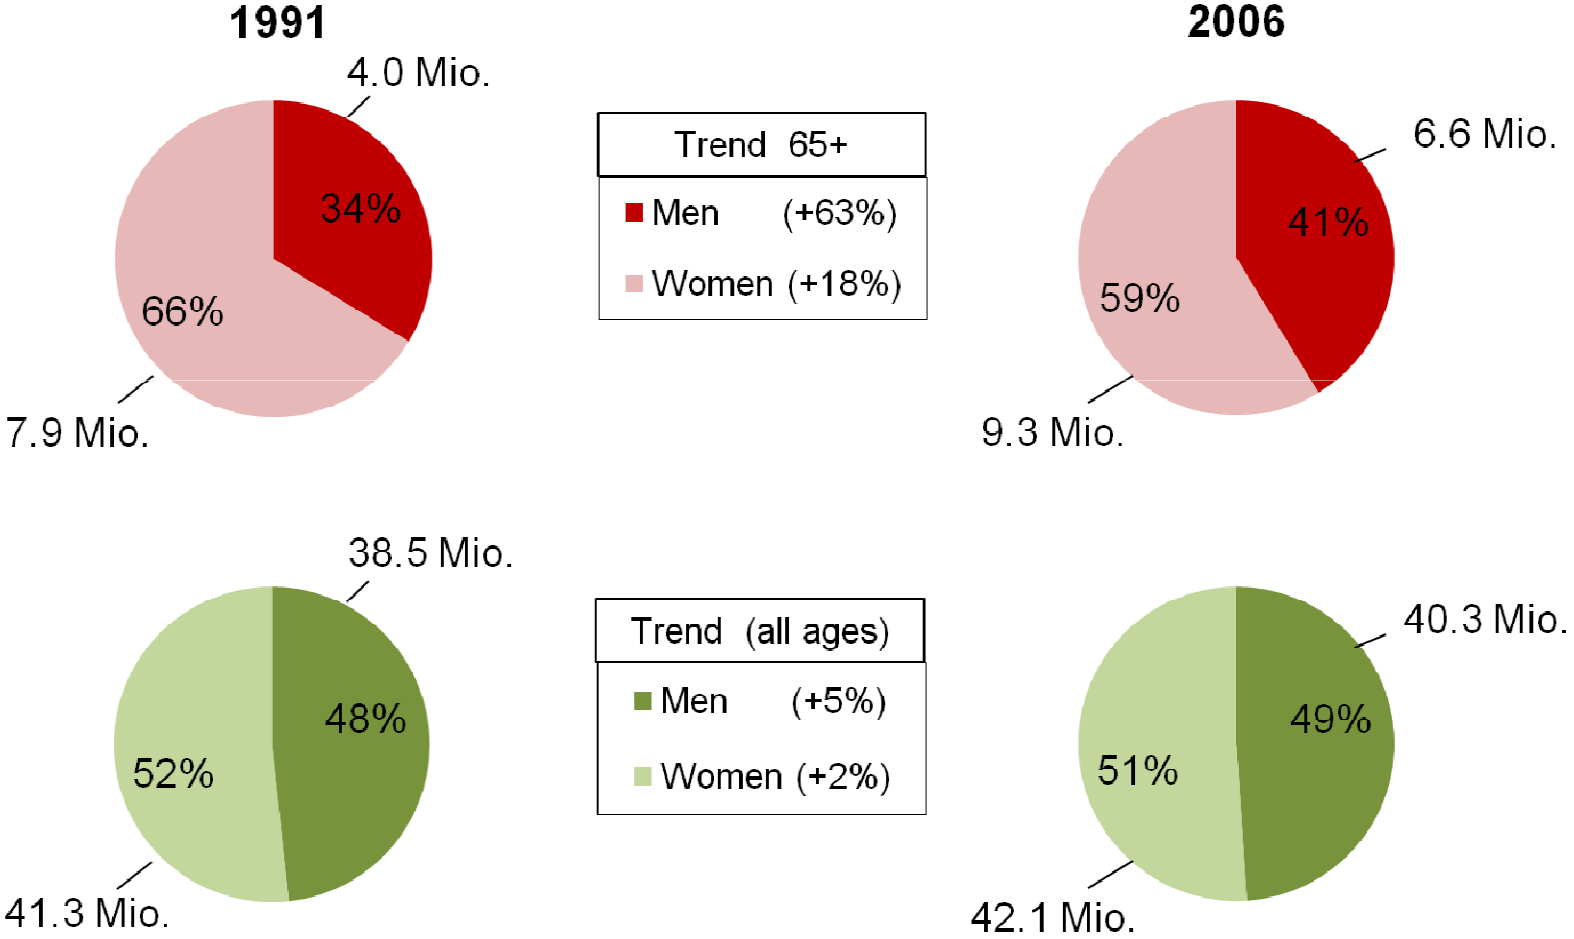 1991
2006
4.0 Mio.
34%
66%
7.9 Mio.
Trend 65+
Men (+63%)
Women (+18%)
6.6 Mio.
41%
59%
9.3 Mio.
38.5 Mio.
48%
52%
41.3 Mio.
Trend (all ages)
Men (+5%)
Women (+2%)
40.3 Mio.
49%
51%
42.1 Mio.